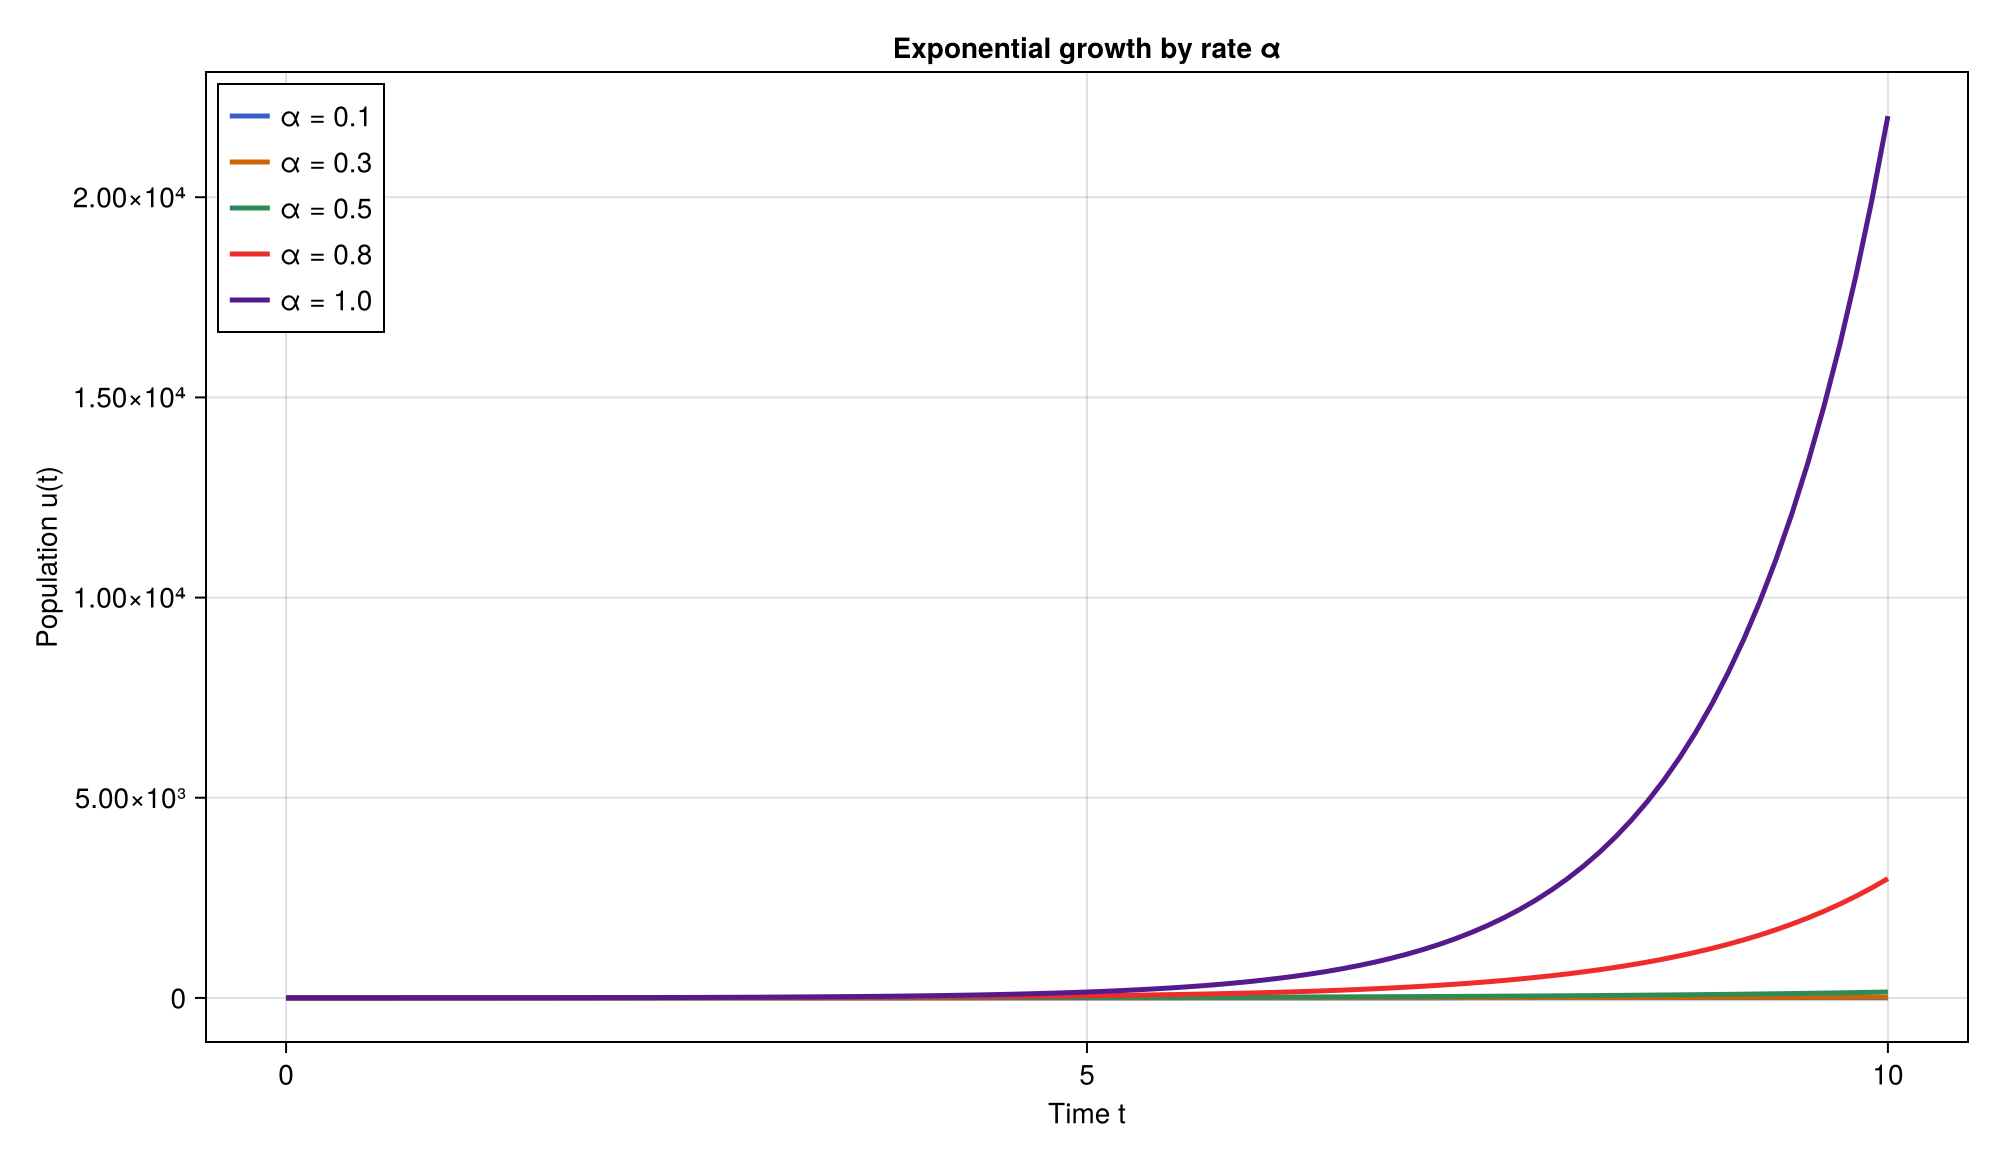 Exponential growth by rate α
α = 0.1
α = 0.3
α = 0.5
α = 0.8
α = 1.0
2.00×10⁴
1.50×10⁴
1.00×10⁴
5.00×10³
0
Population u(t)
0 5 10
Time t